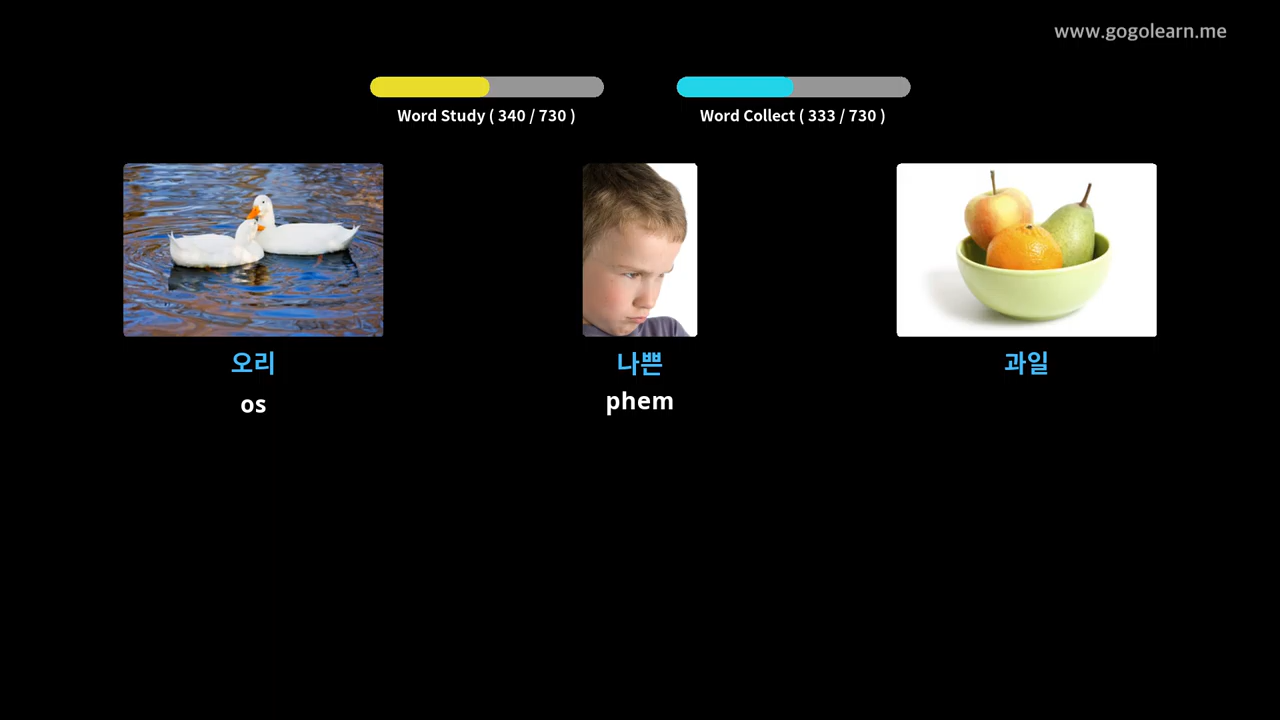 www.gogolearn.me
Word Study ( 340 / 730 )
Word Collect ( 333 / 730 )
오리
나쁜
과일
os
phem